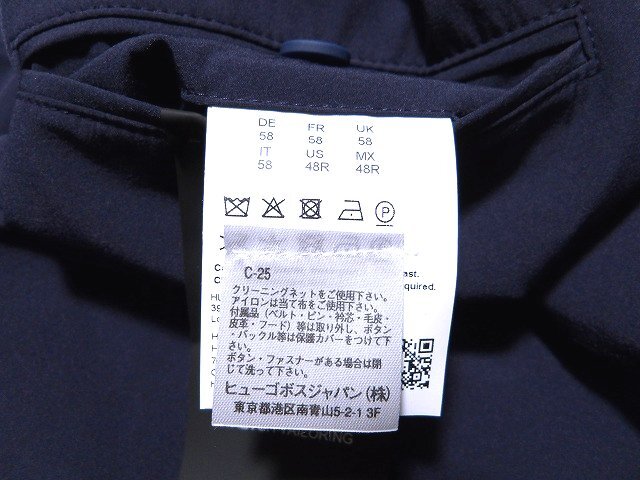 DE FR UK
58 58 58
IT US MX
58 48R 48R
C-25
クリーニングネットをご使用下さい。
アイロンは当て布をご使用下さい。
付属品(ベルト・ピン・衿芯・毛皮・
皮革・フード)等は取り外し、ボタン
・バックル等は保護カバーをつけて下
さい。
ボタン・ファスナーがある場合は閉
じて洗って下さい。
ヒューゴボスジャパン(株)
東京都港区南青山5-2-1 3F